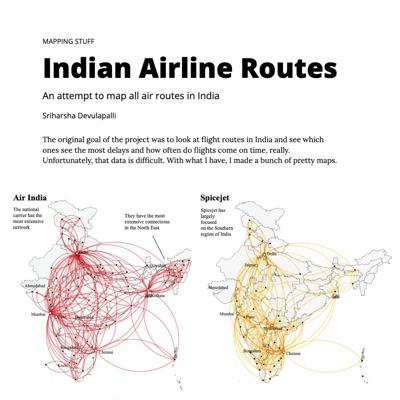 MAPPING STUFF
Indian Airline Routes
An attempt to map all air routes in India
Sriharsha Devulapalli
The original goal of the project was to look at flight routes in India and see which
ones see the most delays and how often do flights come on time, really.
Unfortunately, that data is difficult. With what I have, I made a bunch of pretty maps.
Air India
The national
carrier has the
most extensive
network
They have the most
extensive connections
in the North East
Guwahati
Ahmedabad
Kolkata
Mumbai
Hyderabad
Bengaluru
Chennai
Kochi
Spicejet
Spicejet has
largely
focused
on the Southern
region of India
Delhi
Jaipur
Ahmedabad
Mumbai
Hyderabad
Bengaluru
Chennai